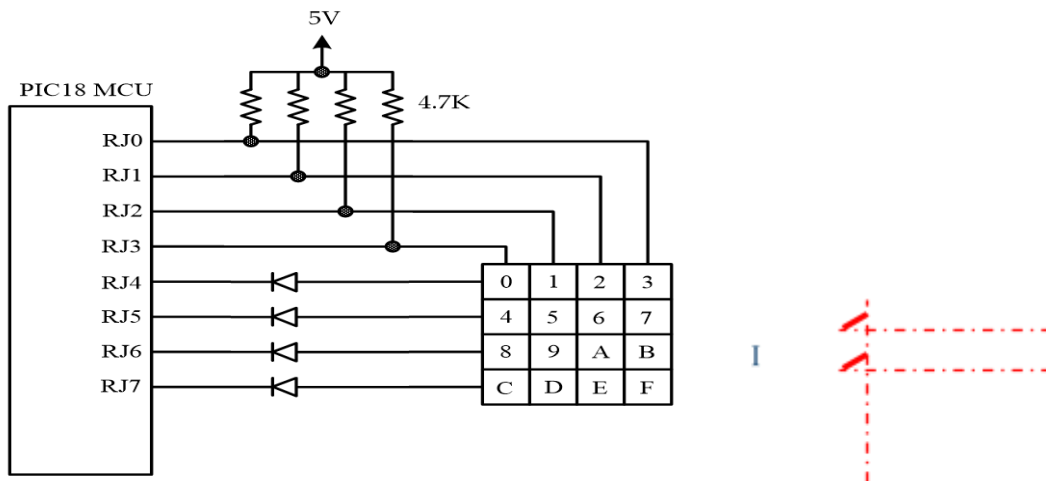 5V
PIC18 MCU
4.7K
RJ0
RJ1
RJ2
RJ3
RJ4 0 1 2 3
RJ5 4 5 6 7
RJ6 8 9 A B
RJ7 C D E F
I